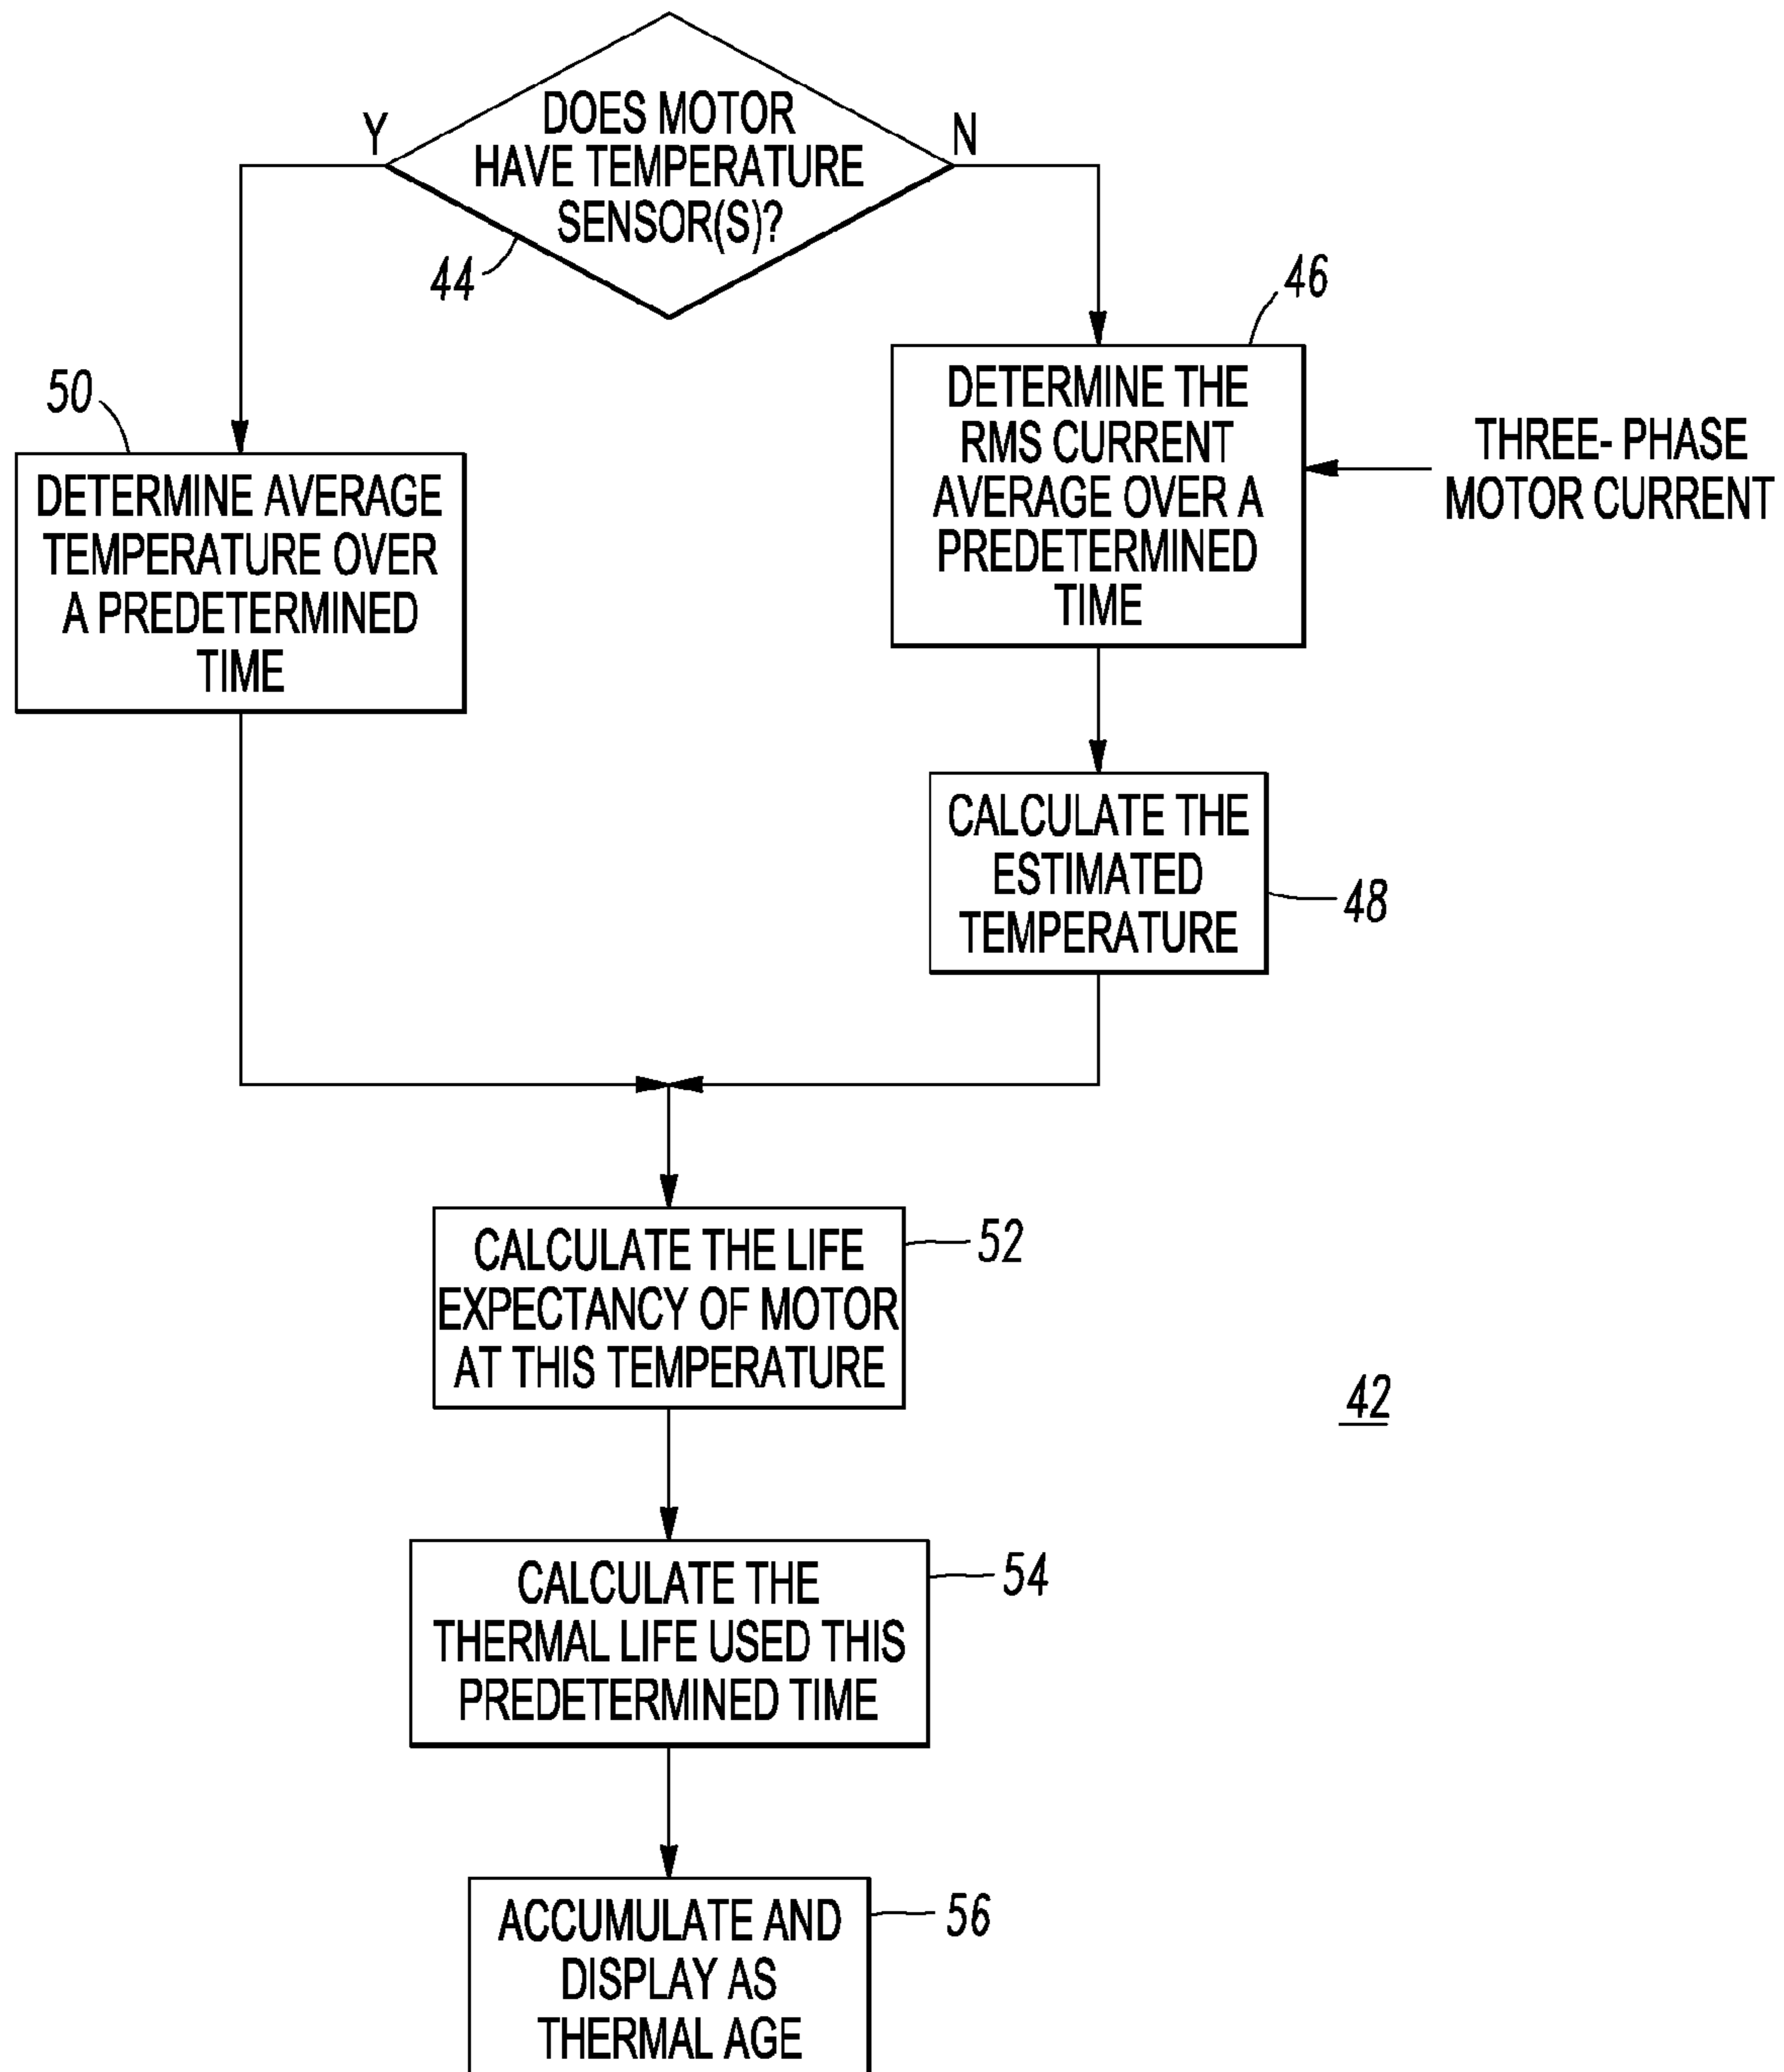 DOES MOTOR
HAVE TEMPERATURE
SENSOR(S)?
Y
N
44
46
DETERMINE THE
RMS CURRENT
AVERAGE OVER A
PREDETERMINED
TIME
THREE- PHASE
MOTOR CURRENT
50
DETERMINE AVERAGE
TEMPERATURE OVER
A PREDETERMINED
TIME
CALCULATE THE
ESTIMATED
TEMPERATURE
48
CALCULATE THE LIFE
EXPECTANCY OF MOTOR
AT THIS TEMPERATURE
52
42
CALCULATE THE
THERMAL LIFE USED THIS
PREDETERMINED TIME
54
ACCUMULATE AND
DISPLAY AS
THERMAL AGE
56